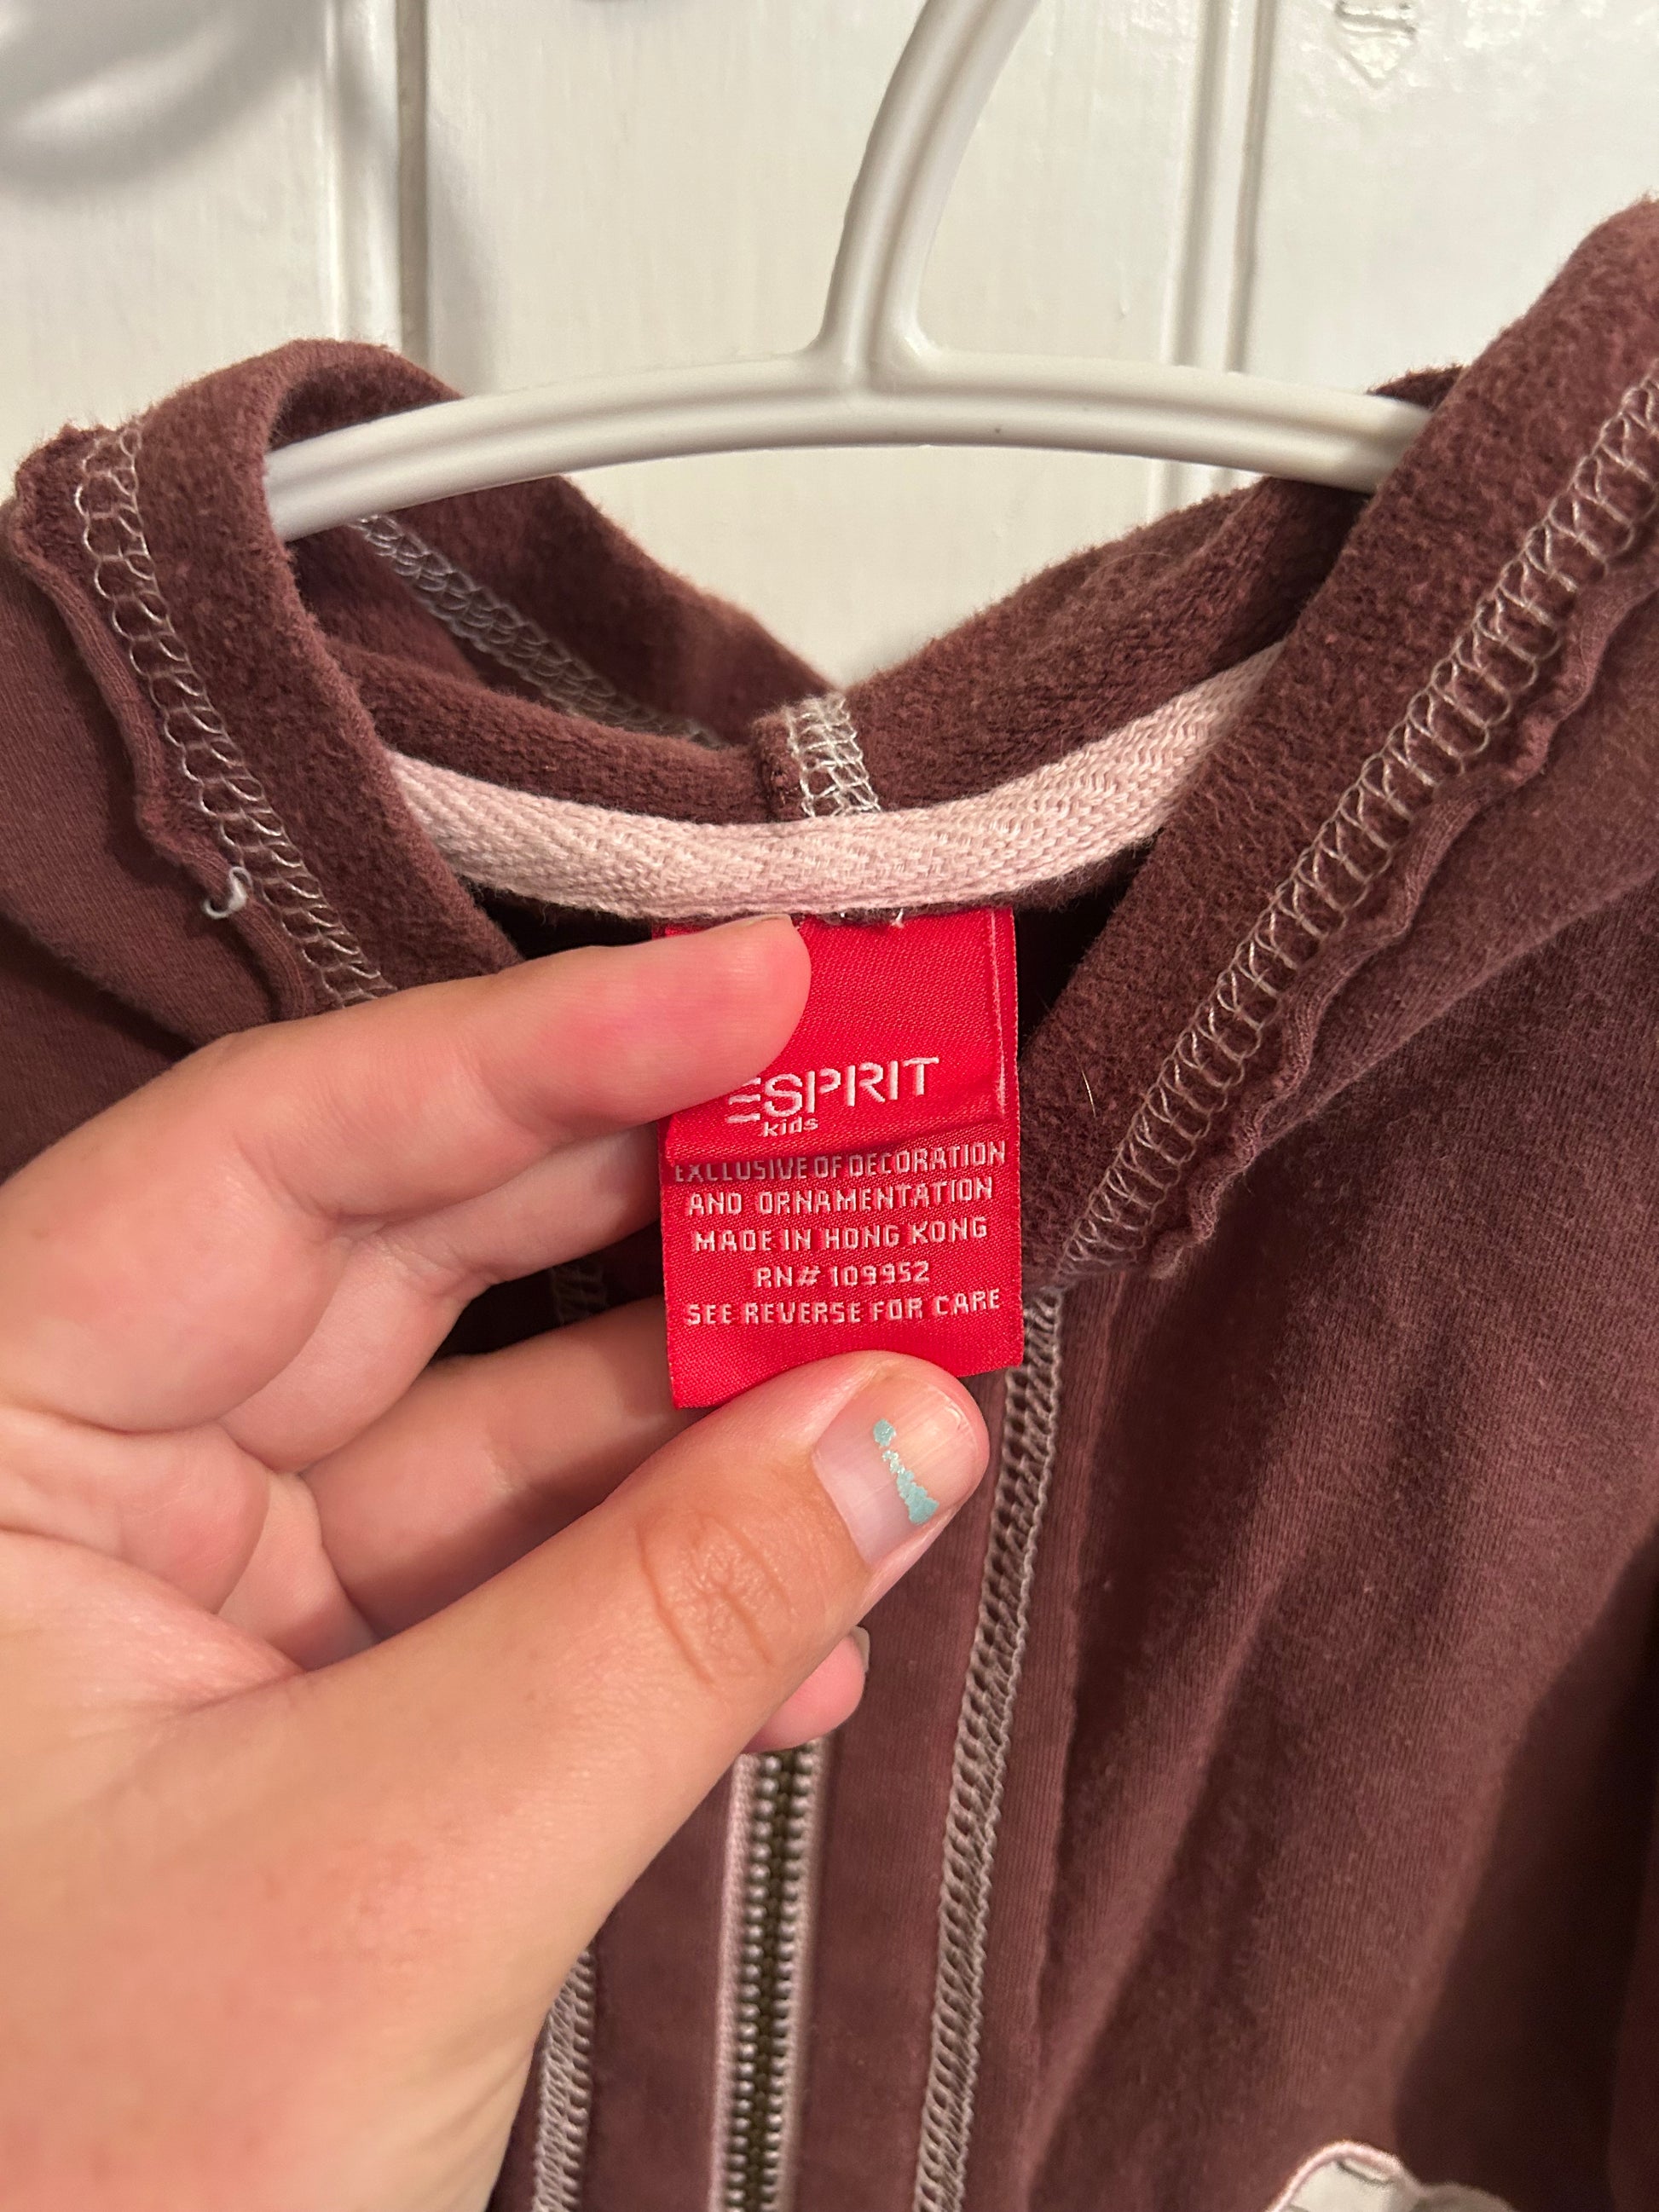 ESPRIT
kids
EXCLUSIVE OF DECORATION
AND ORNAMENTATION
MADE IN HONG KONG
RN# 109952
SEE REVERSE FOR CARE